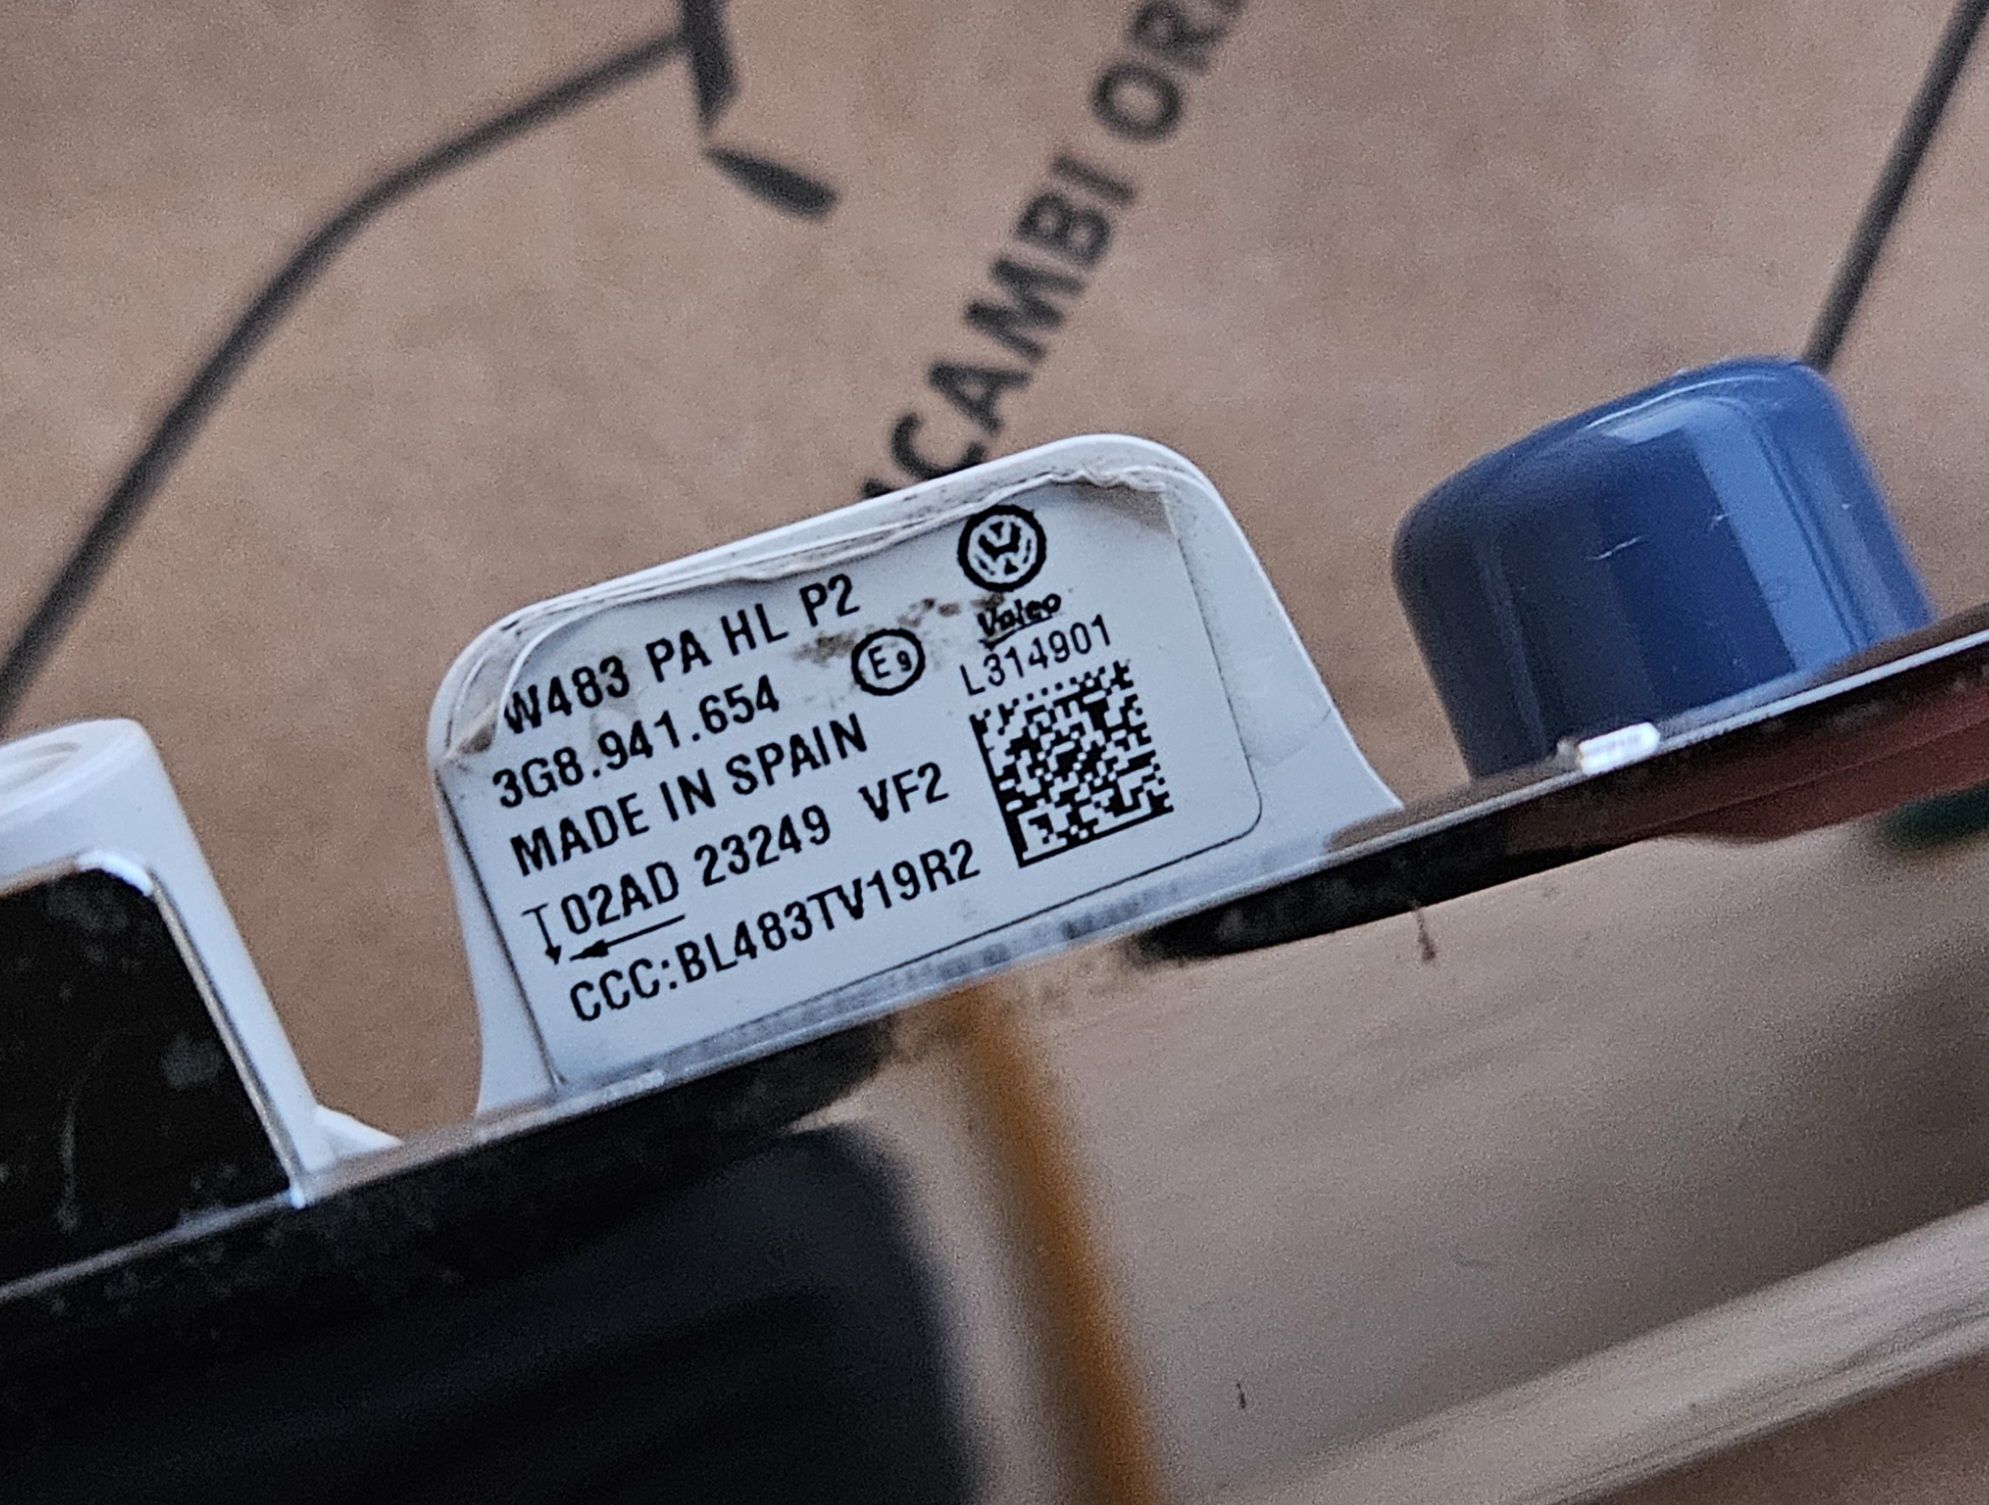 ICAMBI OR
W483 PA HL P2
3G8.941.654
E9
MADE IN SPAIN
02AD 23249 VF2
CCC:BL483TV19R2
Valeo
L314901